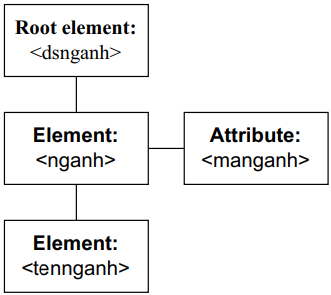 Root element:
<dsnganh>
Element:
<nganh>
Attribute:
<manganh>
Element:
<tennganh>